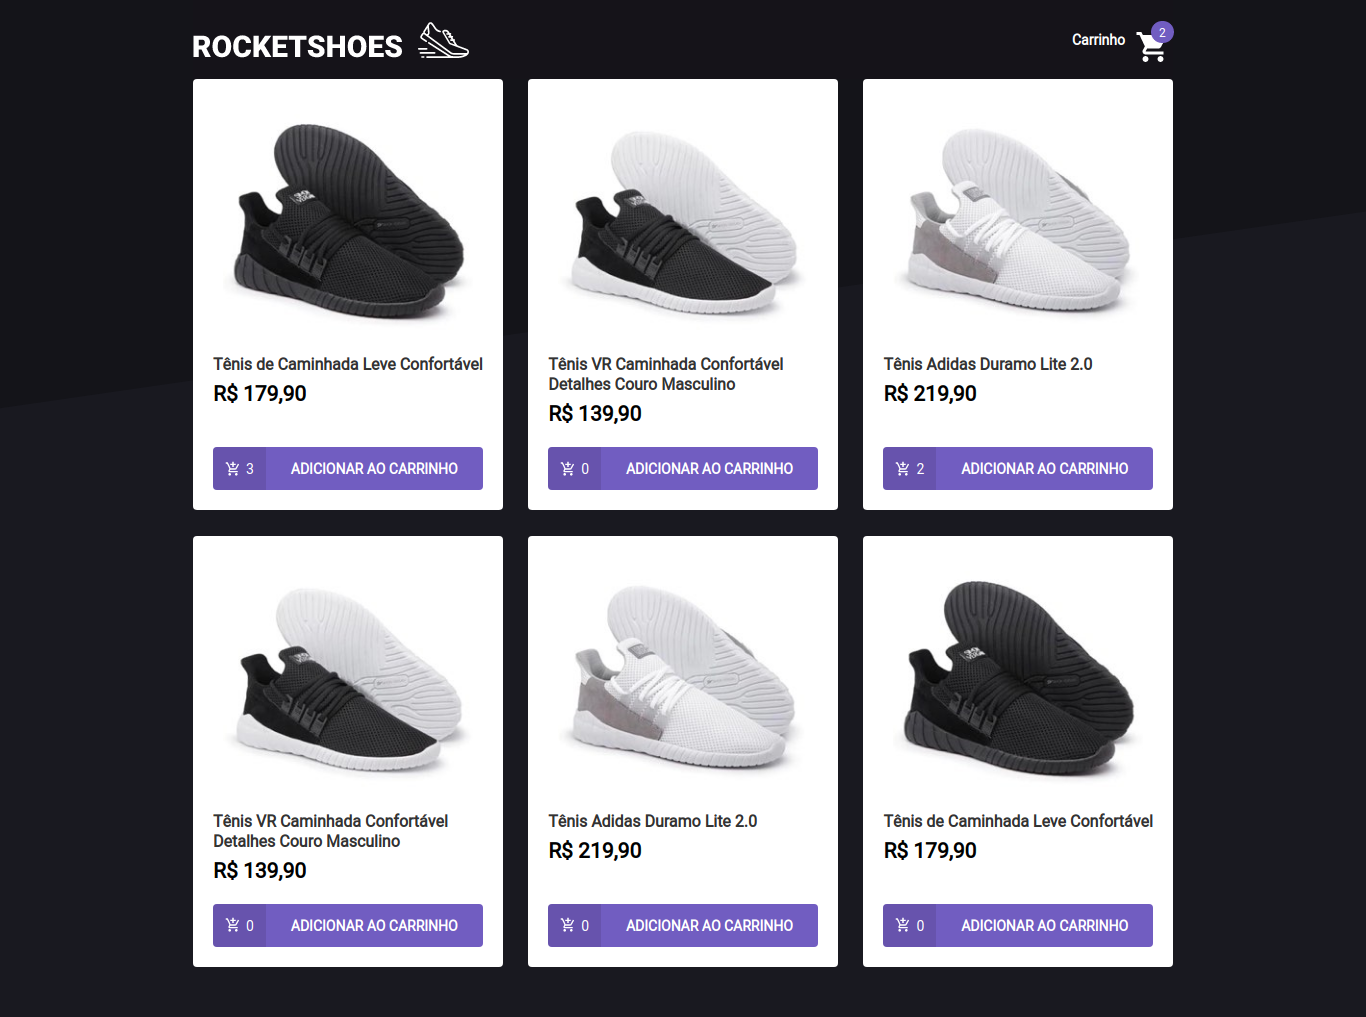 ROCKETSHOES
Carrinho
2
Tênis de Caminhada Leve Confortável
R$ 179,90
3 ADICIONAR AO CARRINHO
Tênis VR Caminhada Confortável
Detalhes Couro Masculino
R$ 139,90
0 ADICIONAR AO CARRINHO
Tênis Adidas Duramo Lite 2.0
R$ 219,90
2 ADICIONAR AO CARRINHO
Tênis VR Caminhada Confortável
Detalhes Couro Masculino
R$ 139,90
0 ADICIONAR AO CARRINHO
Tênis Adidas Duramo Lite 2.0
R$ 219,90
0 ADICIONAR AO CARRINHO
Tênis de Caminhada Leve Confortável
R$ 179,90
0 ADICIONAR AO CARRINHO